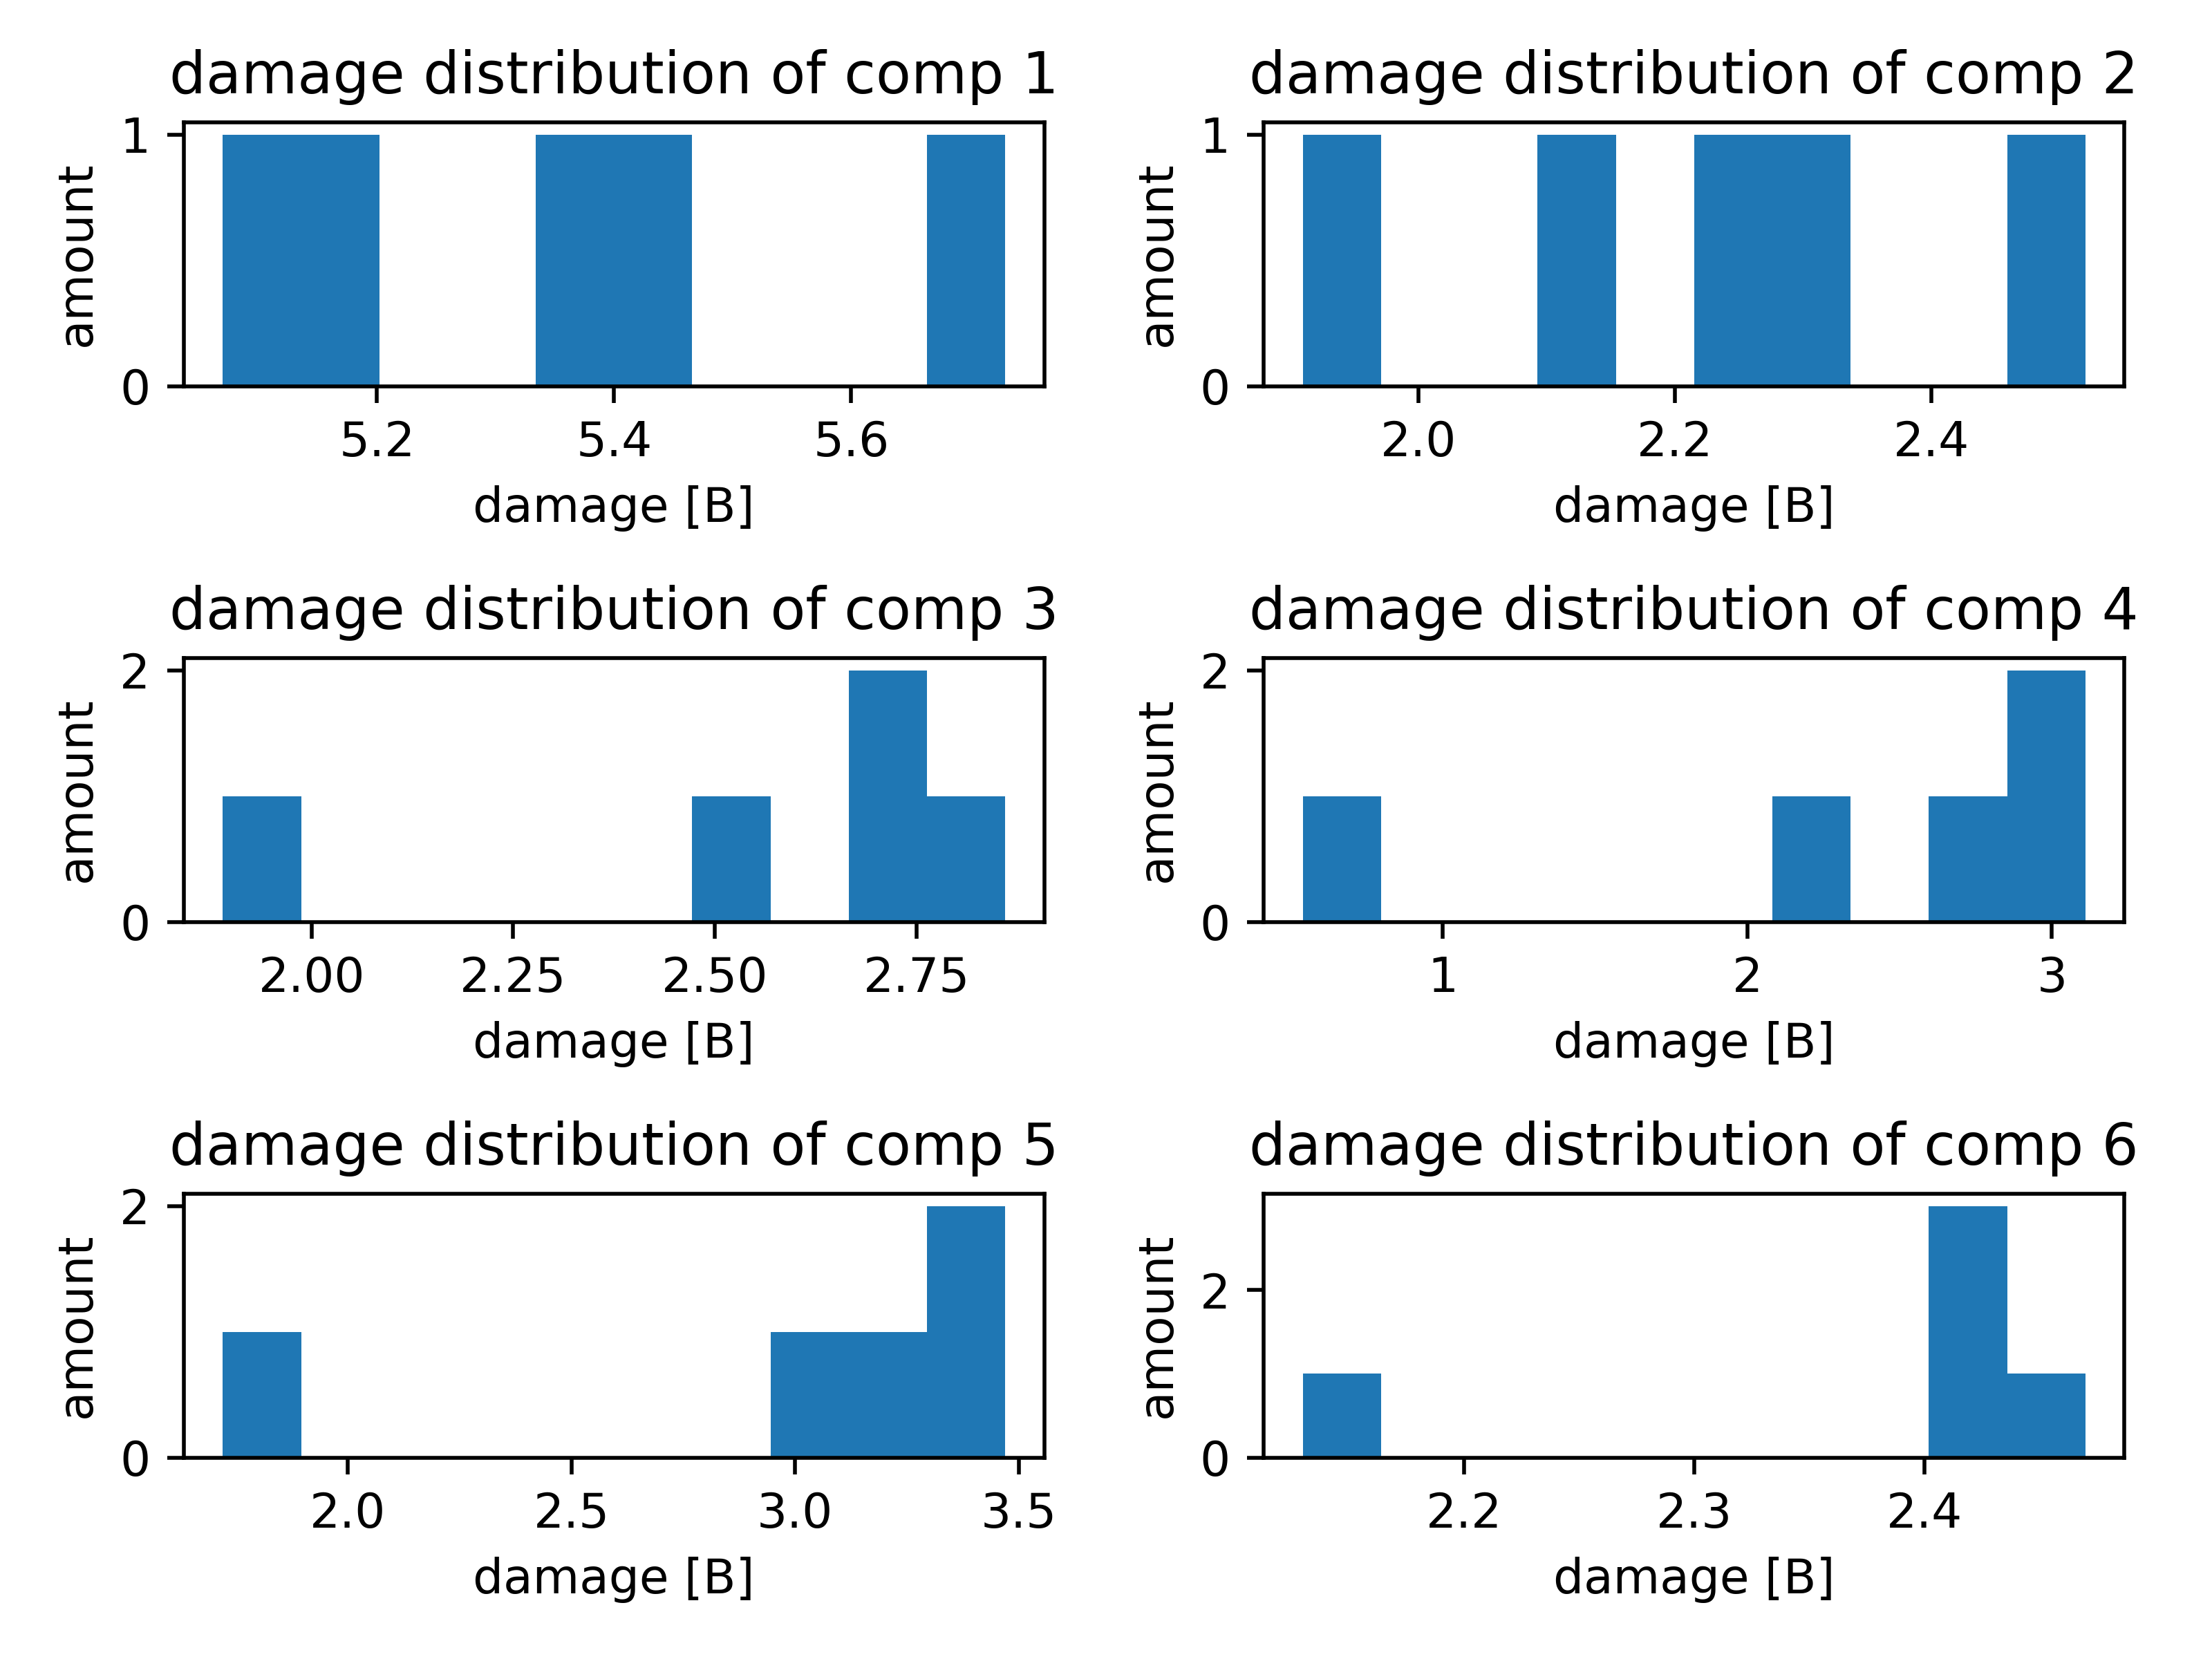 damage distribution of comp 1
amount
1
0
5.2 5.4 5.6
damage [B]
damage distribution of comp 2
amount
1
0
2.0 2.2 2.4
damage [B]
damage distribution of comp 3
amount
2
0
2.00 2.25 2.50 2.75
damage [B]
damage distribution of comp 4
amount
2
0
1 2 3
damage [B]
damage distribution of comp 5
amount
2
0
2.0 2.5 3.0 3.5
damage [B]
damage distribution of comp 6
amount
2
0
2.2 2.3 2.4
damage [B]